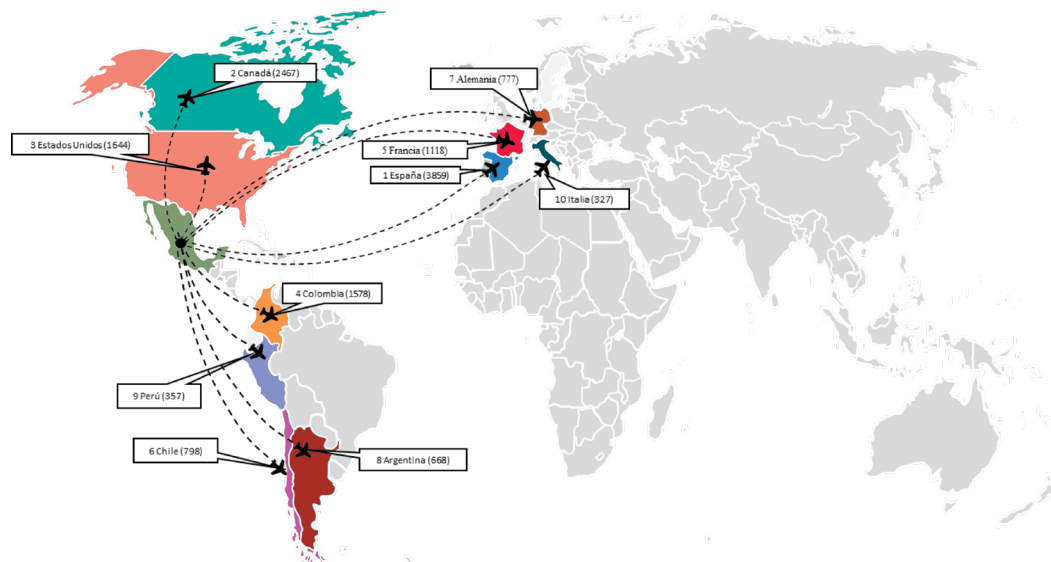 2 Canadá (2467)
7 Alemania (777)
3 Estados Unidos (1644)
5 Francia (1118)
1 España (3859)
10 Italia (327)
4 Colombia (1578)
9 Perú (357)
6 Chile (798)
8 Argentina (668)